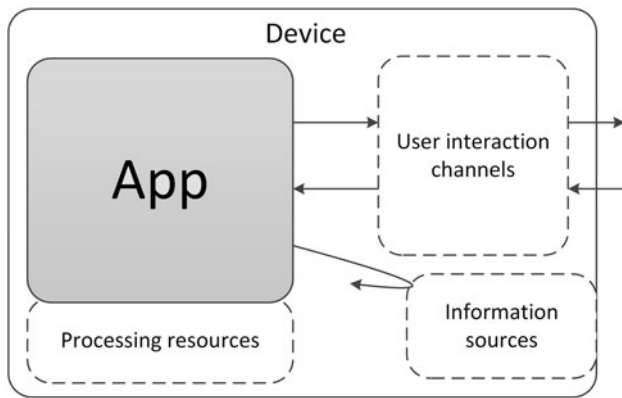 Device
App
User interaction
channels
Processing resources
Information
sources